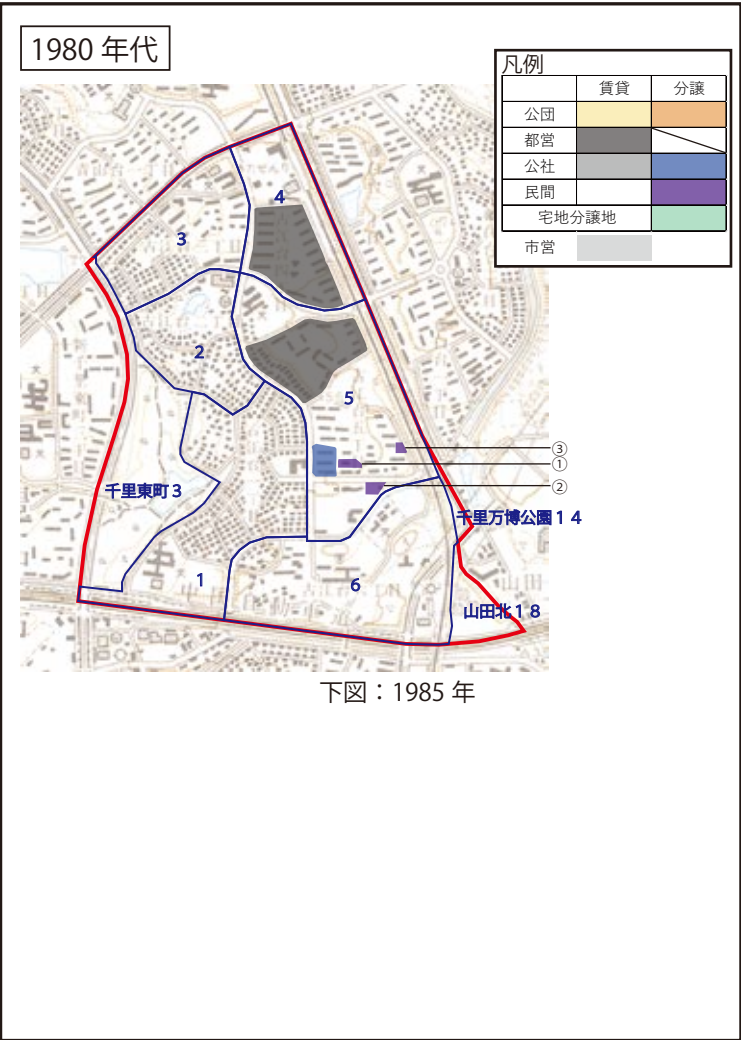 1980 年代
凡例
賃貸 分譲
公団
都営
公社
民間
宅地分譲地
市営
4
3
2
5
③
①
②
千里東町 3
千里万博公園 1 4
1
6
山田北 1 8
山田
下図：1985 年